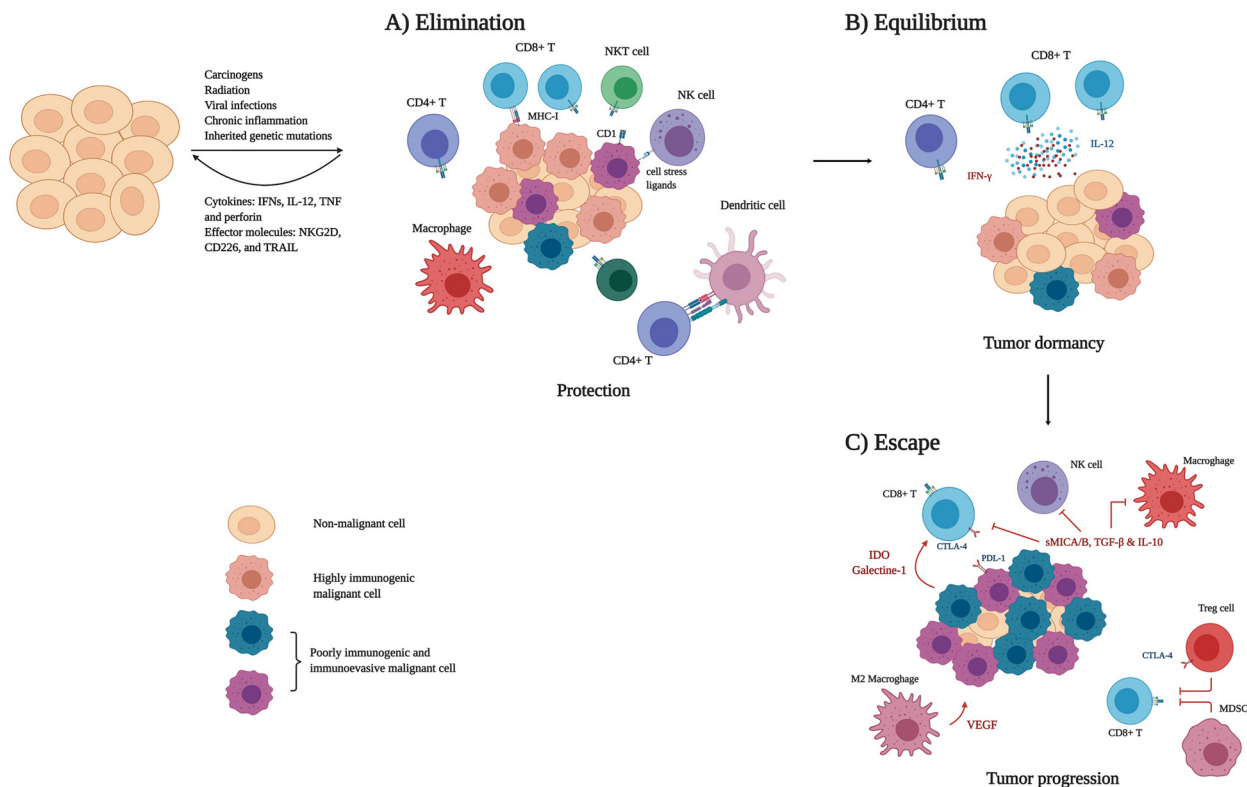 A) Elimination
B) Equilibrium
Carcinogens
Radiation
Viral infections
Chronic inflammation
Inherited genetic mutations
Cytokines: IFNs, IL-12, TNF
and perforin
Effector molecules: NKG2D,
CD226, and TRAIL
CD8+ T
NKT cell
CD4+ T
NK cell
MHC-I
CD1
cell stress
ligands
Macrophage
Dendritic cell
CD4+ T
Protection
CD8+ T
CD4+ T
IL-12
IFN-γ
Tumor dormancy
C) Escape
NK cell
Macroghage
CD8+ T
CTLA-4
sMICA/B, TGF-β & IL-10
IDO
Galectine-1
PDL-1
Treg cell
CTLA-4
M2 Macrophage
VEGF
CD8+ T
MDSC
Tumor progression
Non-malignant cell
Highly immunogenic
malignant cell
Poorly immunogenic and
immunoevasive malignant cell